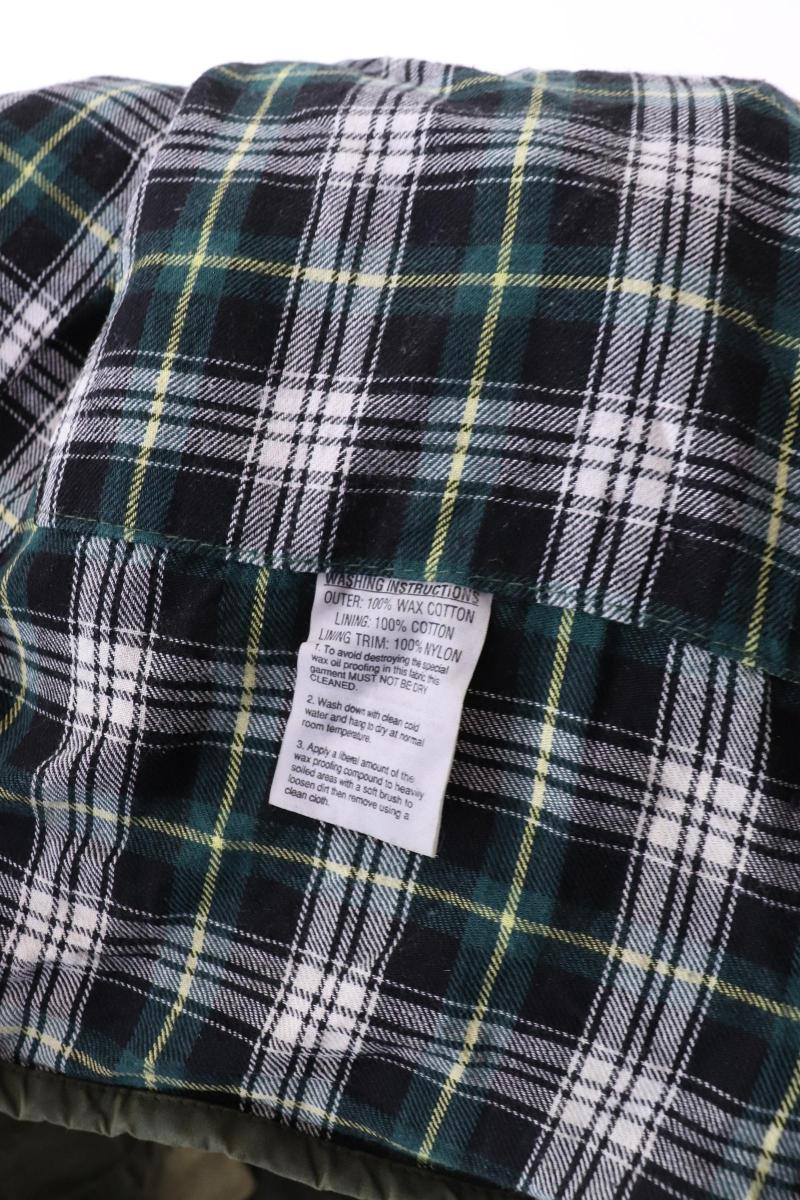 WASHING INSTRUCTIONS
OUTER: 100% WAX COTTON
LINING: 100% COTTON
LINING TRIM: 100% NYLON
1. To avoid destroying the special
wax oil proofing in this fabric this
garment MUST NOT BE DRY
CLEANED.
2. Wash down with clean cold
water and hang to dry at normal
room temperature.
3. Apply a liberal amount of the
wax proofing compound to heavily
soiled areas with a soft brush to
loosen dirt then remove using a
clean cloth.